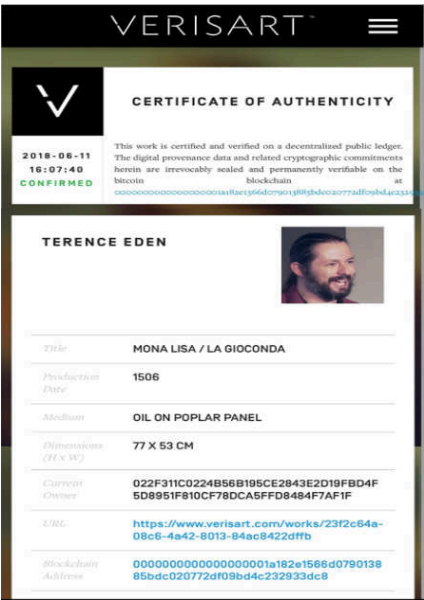 VERISART™
CERTIFICATE OF AUTHENTICITY
2018-06-11
16:07:40
CONFIRMED
This work is certified and verified on a decentralized public ledger.
The digital provenance data and related cryptographic commitments
herein are irrevocably sealed and permanently verifiable on the
bitcoin blockchain at
TERENCE EDEN
Title MONA LISA / LA GIOCONDA
Production 1506
Date
Medium OIL ON POPLAR PANEL
Dimensions 77 X 53 CM
(H x W)
Current 022F311C0224B56B195CE2843E2D19FBD4F
Owner 5D8951F810CF78DCA5FFD8484F7AF1F
URL https://www.verisart.com/works/23f2c64a-
08c6-4a42-8013-84ac8422dffb
Blockchain 0000000000000000001a182e1566d0790138
Address 85bdc020772df09bd4c232933dc8